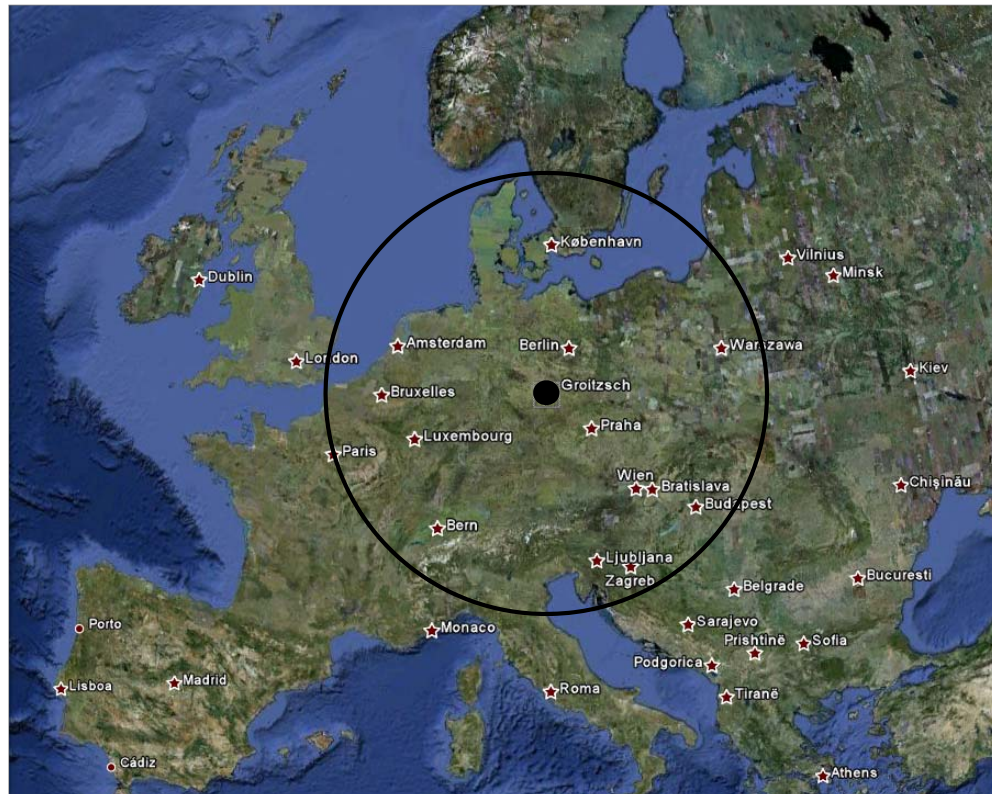 København
Vilnius
Minsk
Dublin
London
Amsterdam
Berlin
Warszawa
Kiev
Groitzsch
Bruxelles
Praha
Luxembourg
Paris
Wien
Bratislava
Chişinău
Budapest
Bern
Ljubljana
Zagreb
Bucuresti
Belgrade
Porto
Monaco
Sarajevo
Prishtinë
Sofia
Podgorica
Lisboa
Madrid
Roma
Tiranë
Cádiz
Athens